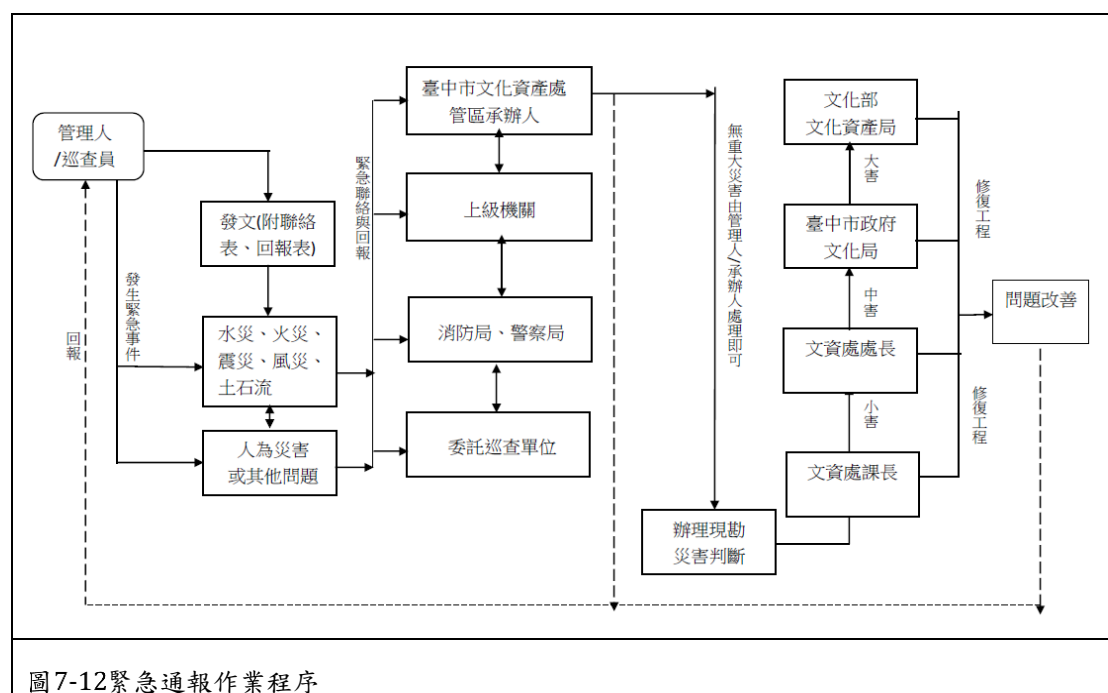 管理人
/巡查員
發生緊急事件
回報
發文(附聯絡
表、回報表)
水災、火災、
震災、風災、
土石流
人為災害
或其他問題
緊急聯絡與回報
臺中市文化資產處
管區承辦人
上級機關
消防局、警察局
委託巡查單位
無重大災害由管理人/承辦人處理即可
辦理現勘
災害判斷
文化部
文化資產局
大害
臺中市政府
文化局
中害
文資處處長
小害
文資處課長
修復工程
修復工程
問題改善
圖7-12緊急通報作業程序